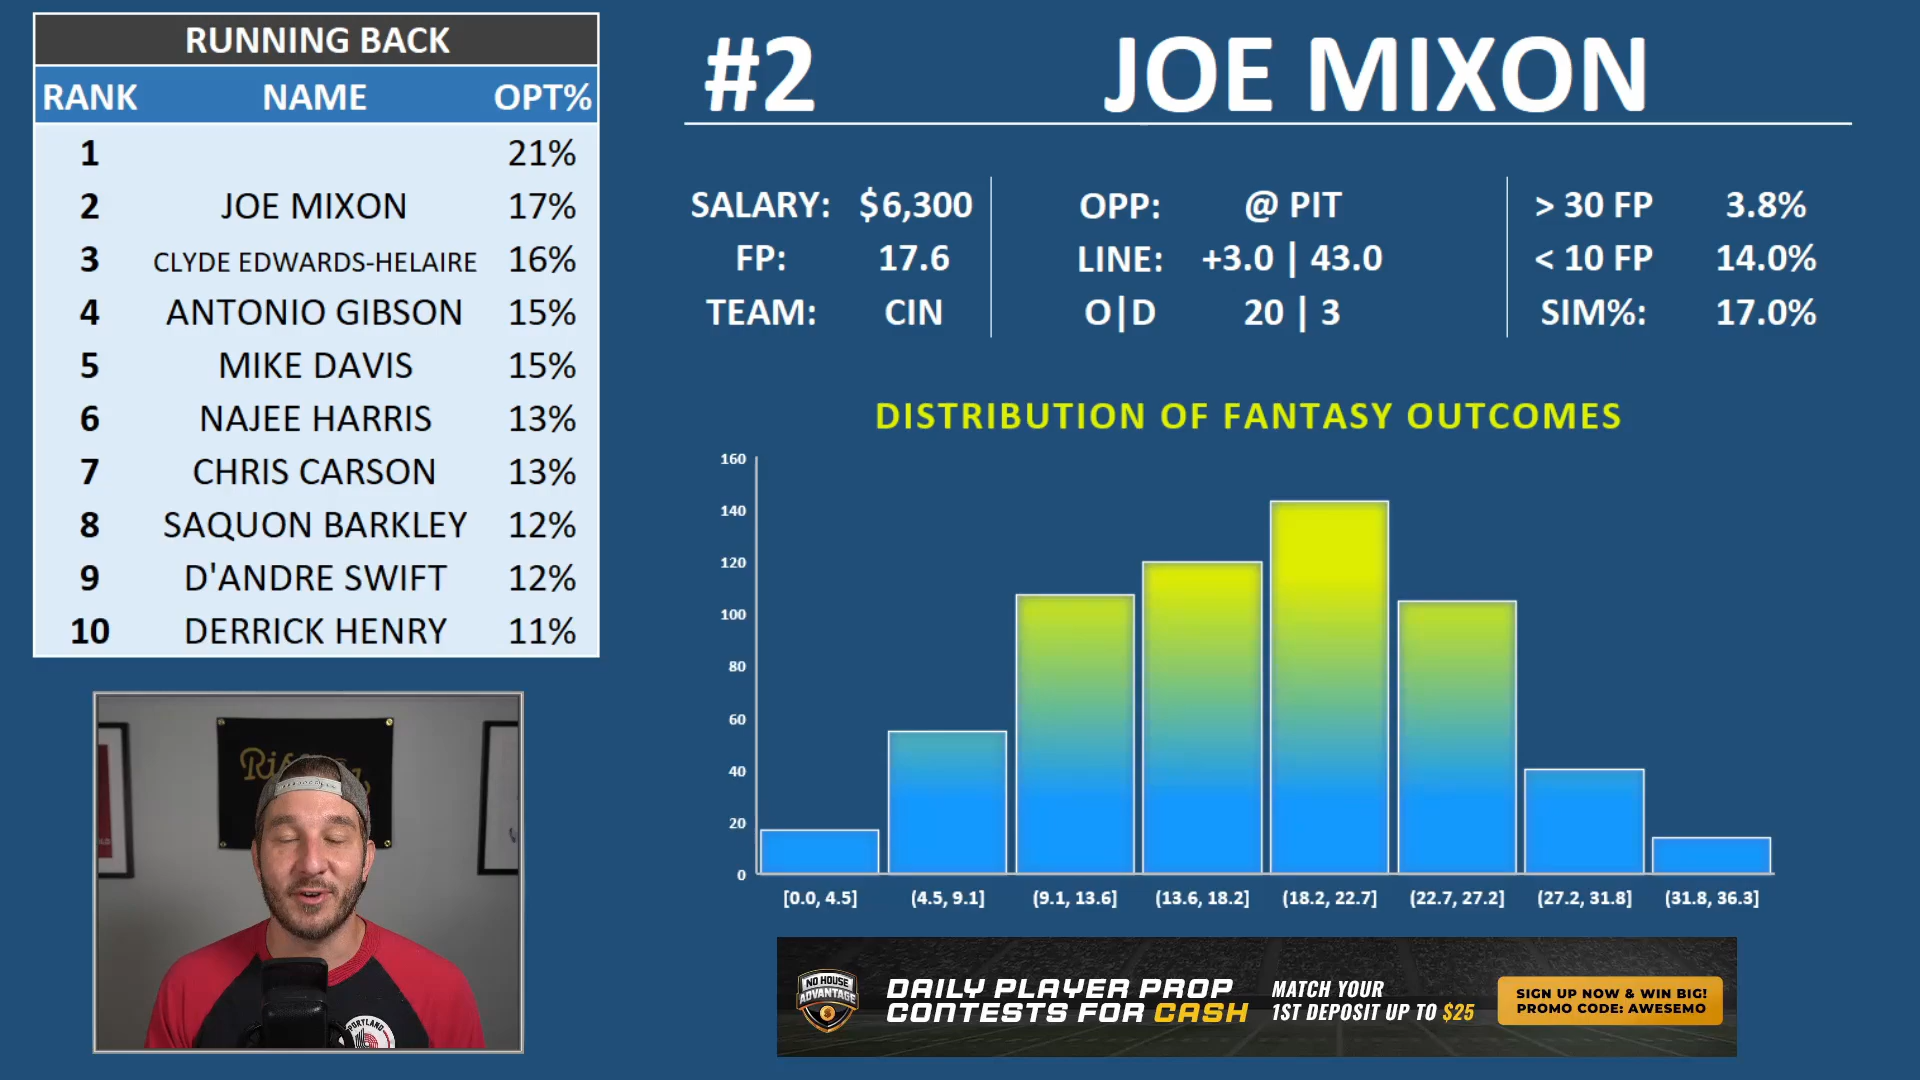 RUNNING BACK
RANK NAME OPT%
1 21%
2 JOE MIXON 17%
3 CLYDE EDWARDS-HELAIRE 16%
4 ANTONIO GIBSON 15%
5 MIKE DAVIS 15%
6 NAJEE HARRIS 13%
7 CHRIS CARSON 13%
8 SAQUON BARKLEY 12%
9 D'ANDRE SWIFT 12%
10 DERRICK HENRY 11%
#2 JOE MIXON
SALARY: $6,300 OPP: @ PIT > 30 FP 3.8%
FP: 17.6 LINE: +3.0 | 43.0 < 10 FP 14.0%
TEAM: CIN O|D 20 | 3 SIM%: 17.0%
DISTRIBUTION OF FANTASY OUTCOMES
160
140
120
100
80
60
40
20
0
[0.0, 4.5] (4.5, 9.1] (9.1, 13.6] (13.6, 18.2] (18.2, 22.7] (22.7, 27.2] (27.2, 31.8] (31.8, 36.3]
PORTLAND
NO HOUSE
ADVANTAGE
DAILY PLAYER PROP
CONTESTS FOR CASH
MATCH YOUR
1ST DEPOSIT UP TO $25
SIGN UP NOW & WIN BIG!
PROMO CODE: AWESEMO